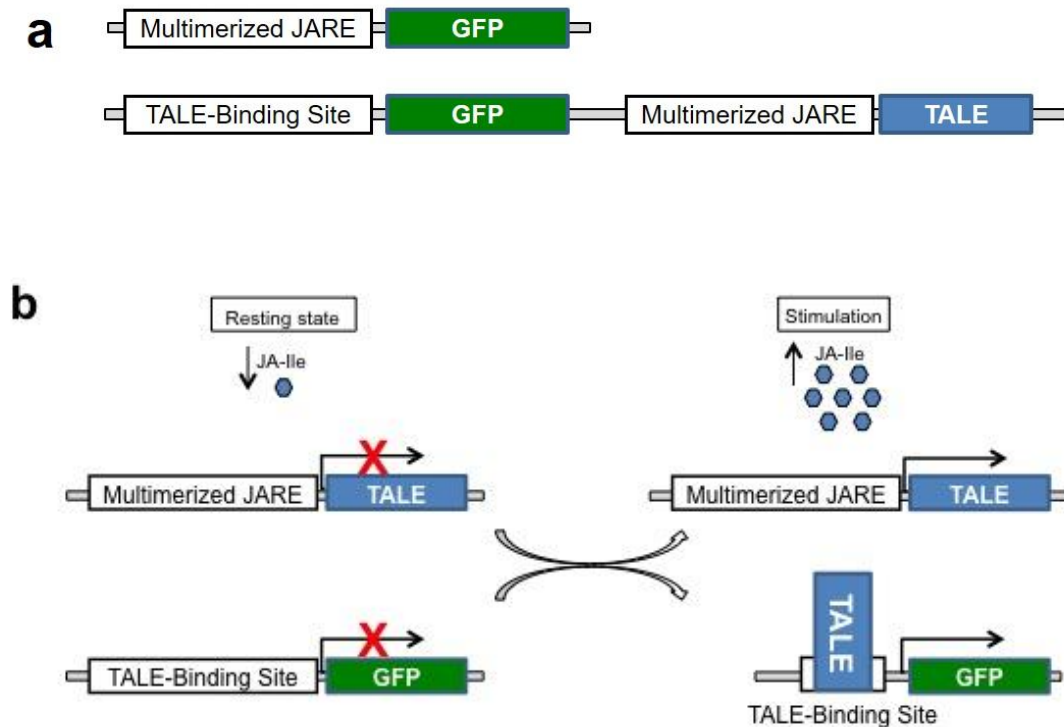 a
Multimerized JARE GFP
TALE-Binding Site GFP Multimerized JARE TALE
b
Resting state
JA-Ile
Stimulation
JA-Ile
X
Multimerized JARE TALE
Multimerized JARE TALE
X
TALE-Binding Site GFP
TALE
GFP
TALE-Binding Site